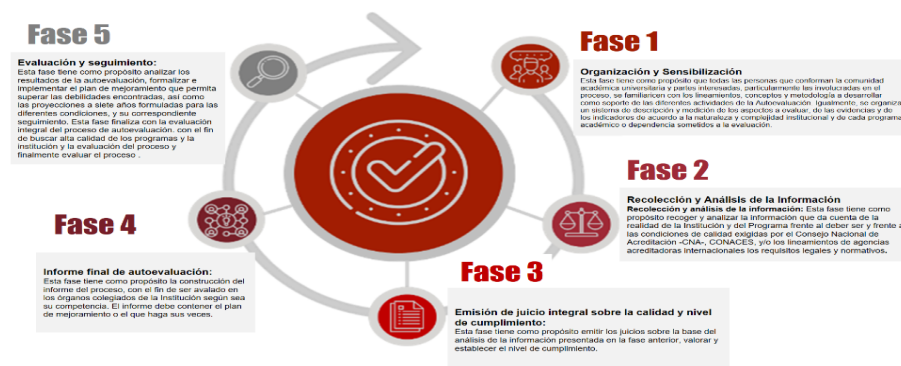 Fase 1
Organización y Sensibilización
Esta fase tiene como propósito que todas las personas que conforman la comunidad
académica universitaria y partes interesadas, particularmente las involucradas en el
proceso, se familiaricen con los lineamientos, conceptos y metodología a desarrollar
como soporte de las diferentes actividades de la Autoevaluación. Igualmente, se organiza
un sistema de descripción y medición de los aspectos a evaluar, de las evidencias y de
los indicadores de acuerdo a la naturaleza y complejidad institucional y de cada programa
académico o dependencia sometidos a la evaluación.
Fase 2
Recolección y Análisis de la Información
Recolección y análisis de la información: Esta fase tiene como
propósito recoger y analizar la información que da cuenta de la
realidad de la Institución y del Programa frente al deber ser y frente a
las condiciones de calidad exigidas por el Consejo Nacional de
Acreditación -CNA-, CONACES, y/o los lineamientos de agencias
acreditadoras internacionales los requisitos legales y normativos.
Fase 3
Emisión de juicio integral sobre la calidad y nivel
de cumplimiento:
Esta fase tiene como propósito emitir los juicios sobre la base del
análisis de la información presentada en la fase anterior, valorar y
establecer el nivel de cumplimiento.
Fase 4
Informe final de autoevaluación:
Esta fase tiene como propósito la construcción del
informe del proceso, con el fin de ser avalado en
los órganos colegiados de la Institución según sea
su competencia. El informe debe contener el plan
de mejoramiento o el que haga sus veces.
Fase 5
Evaluación y seguimiento:
Esta fase tiene como propósito analizar los
resultados de la autoevaluación, formalizar e
implementar el plan de mejoramiento que permita
superar las debilidades encontradas, así como
las proyecciones a siete años formuladas para las
diferentes condiciones, y su correspondiente
seguimiento. Esta fase finaliza con la evaluación
integral del proceso de autoevaluación. con el fin
de buscar alta calidad de los programas y la
institución y la evaluación del proceso y
finalmente evaluar el proceso .